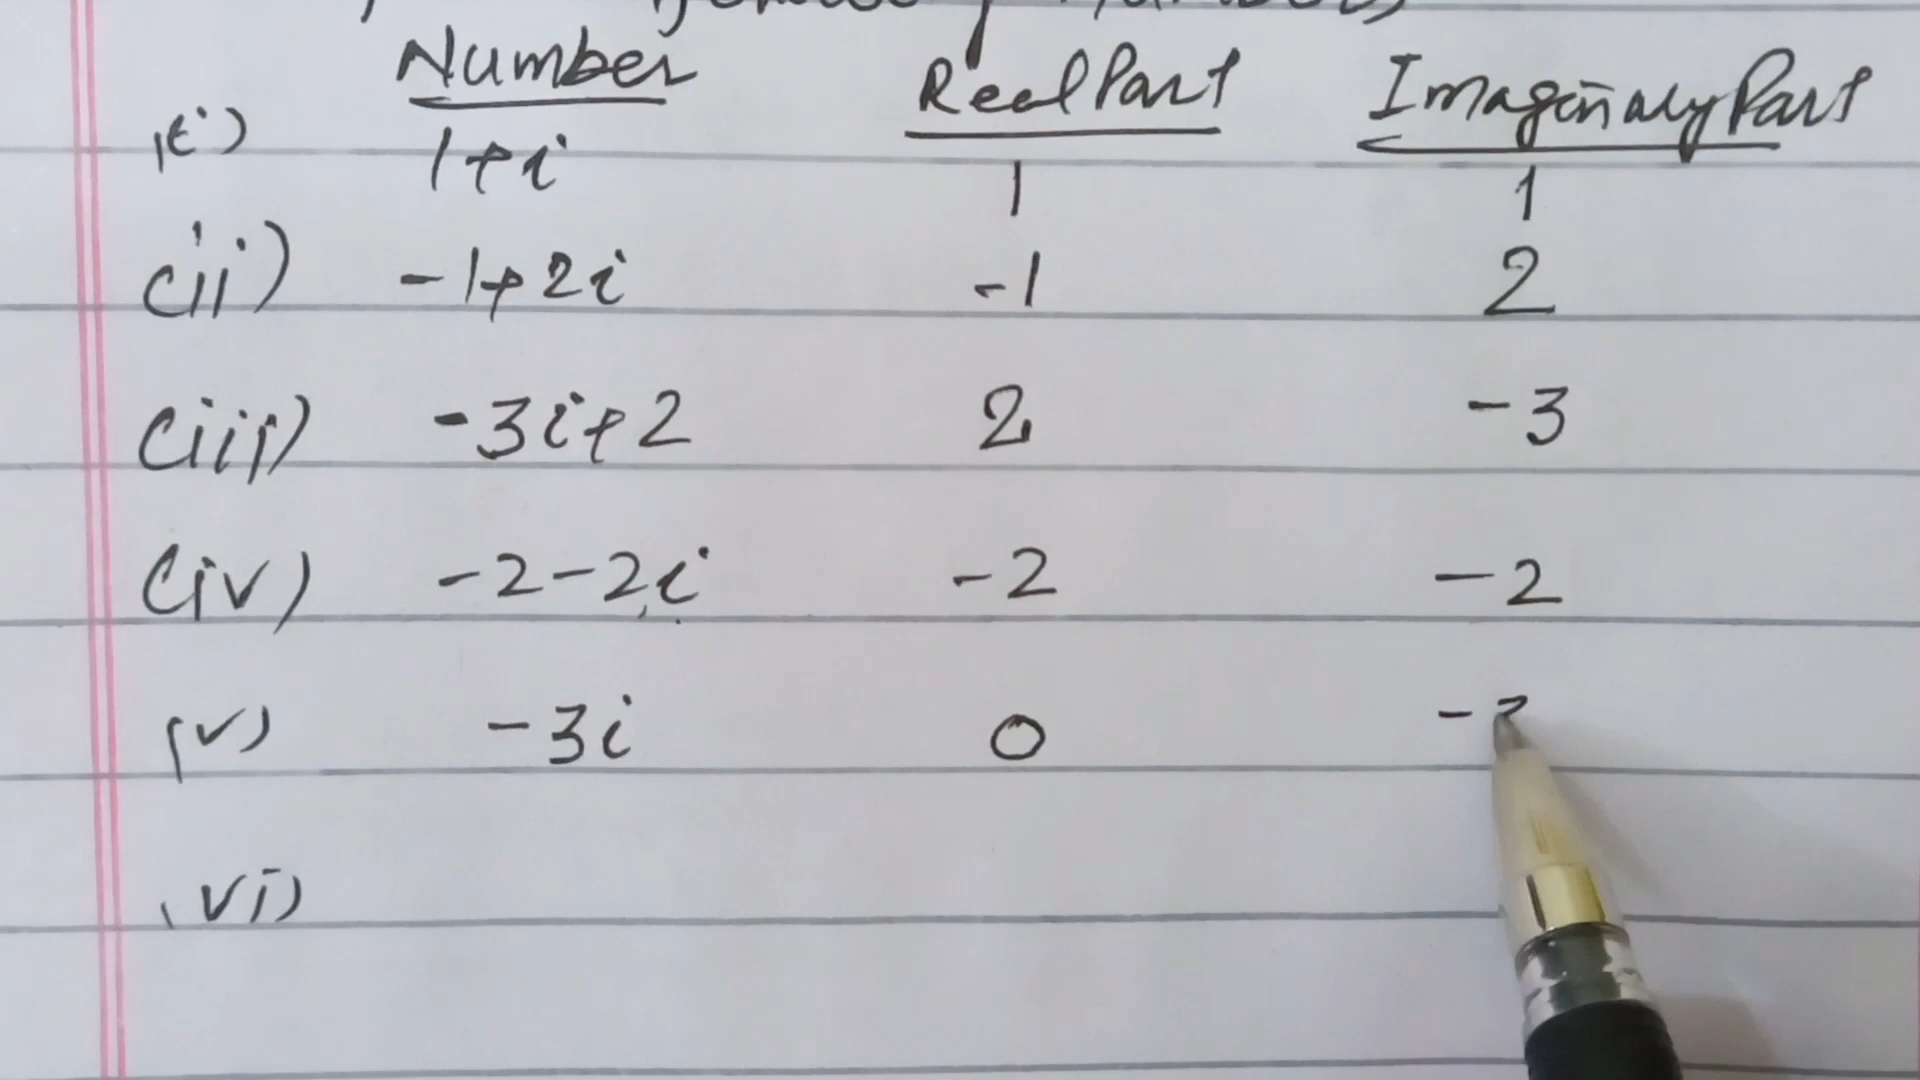 Numbers
Number Real Part Imaginary Part
(i) 1+i 1 1
(ii) -1+2i -1 2
(iii) -3i+2 2 -3
(iv) -2-2i -2 -2
(v) -3i 0 -
(vi)